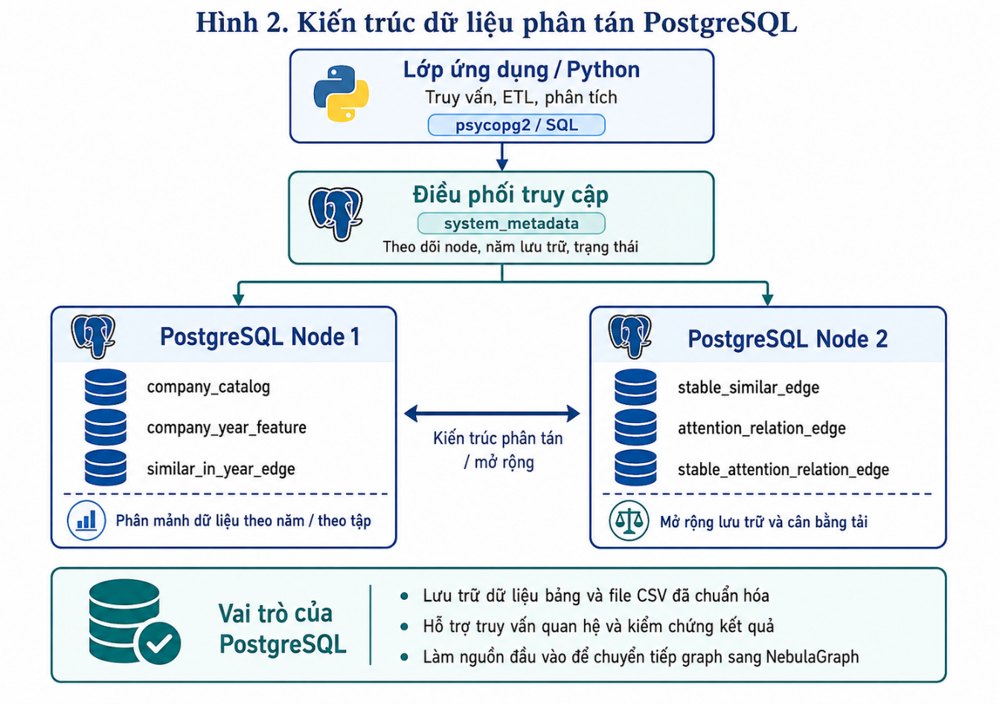 Hình 2. Kiến trúc dữ liệu phân tán PostgreSQL
Lớp ứng dụng / Python
Truy vấn, ETL, phân tích
psycopg2 / SQL
Điều phối truy cập
system_metadata
Theo dõi node, năm lưu trữ, trạng thái
PostgreSQL Node 1
company_catalog
company_year_feature
similar_in_year_edge
Phân mảnh dữ liệu theo năm / theo tập
Kiến trúc phân tán
/ mở rộng
PostgreSQL Node 2
stable_similar_edge
attention_relation_edge
stable_attention_relation_edge
Mở rộng lưu trữ và cân bằng tải
Vai trò của
PostgreSQL
• Lưu trữ dữ liệu bảng và file CSV đã chuẩn hóa
• Hỗ trợ truy vấn quan hệ và kiểm chứng kết quả
• Làm nguồn đầu vào để chuyển tiếp graph sang NebulaGraph